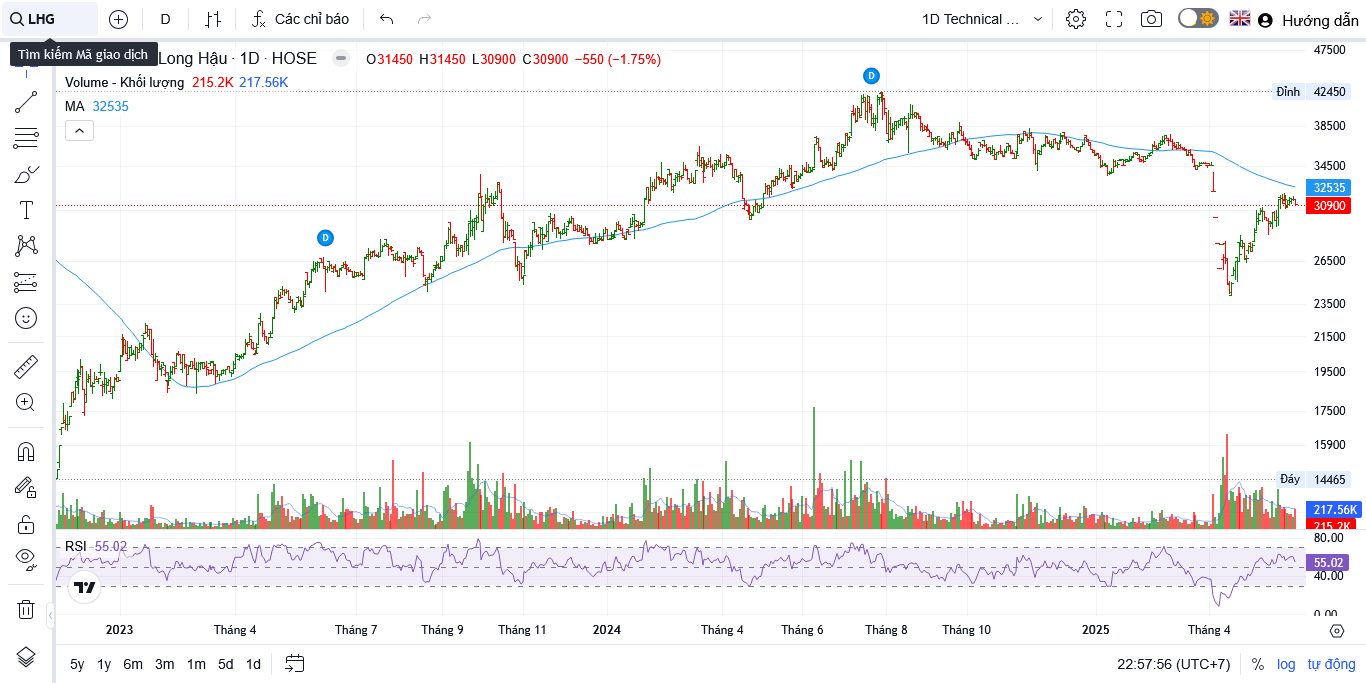 LHG
D
Các chỉ báo
1D Technical ...
Hướng dẫn
Tìm kiếm Mã giao dịch
Long Hậu · 1D · HOSE
O31450 H31450 L30900 C30900 −550 (−1.75%)
Volume - Khối lượng 215.2K 217.56K
MA 32535
D
D
47500
Đỉnh 42450
38500
34500
32535
30900
26500
23500
21500
19500
17500
15900
Đáy 14465
217.56K
215.2K
RSI 55.02
80.00
55.02
40.00
0.00
2023 Tháng 4 Tháng 7 Tháng 9 Tháng 11 2024 Tháng 4 Tháng 6 Tháng 8 Tháng 10 2025 Tháng 4
5y 1y 6m 3m 1m 5d 1d
22:57:56 (UTC+7) % log tự động